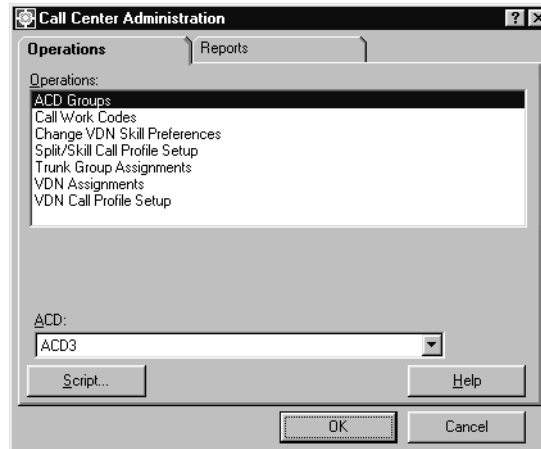 Call Center Administration
Operations
Reports
Operations:
ACD Groups
Call Work Codes
Change VDN Skill Preferences
Split/Skill Call Profile Setup
Trunk Group Assignments
VDN Assignments
VDN Call Profile Setup
ACD:
ACD3
Script...
Help
OK
Cancel